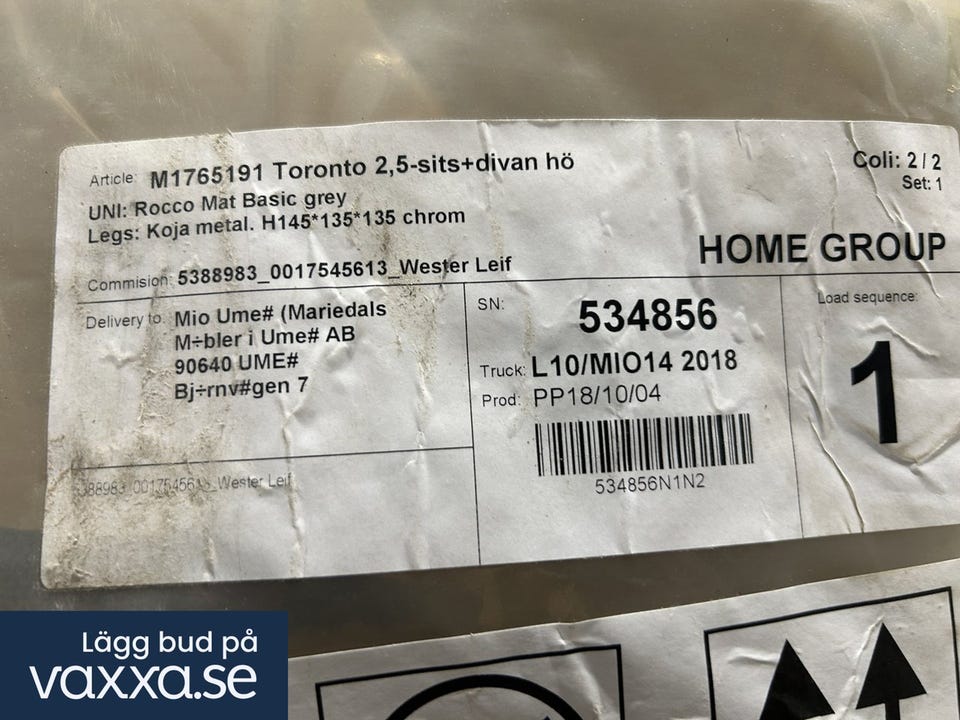 Article: M1765191 Toronto 2,5-sits+divan hö
Coli: 2/2
UNI: Rocco Mat Basic grey
Set: 1
Legs: Koja metal. H145*135*135 chrom
HOME GROUP
Commision: 5388983_0017545613_Wester Leif
Delivery to: Mio Ume# (Mariedals
M÷bler i Ume# AB
90640 UME#
Bj÷rnv#gen 7
SN: 534856
Truck: L10/MIO14 2018
Prod: PP18/10/04
534856N1N2
Load sequence:
1
Wester Leif
Lägg bud på
vaxxa.se